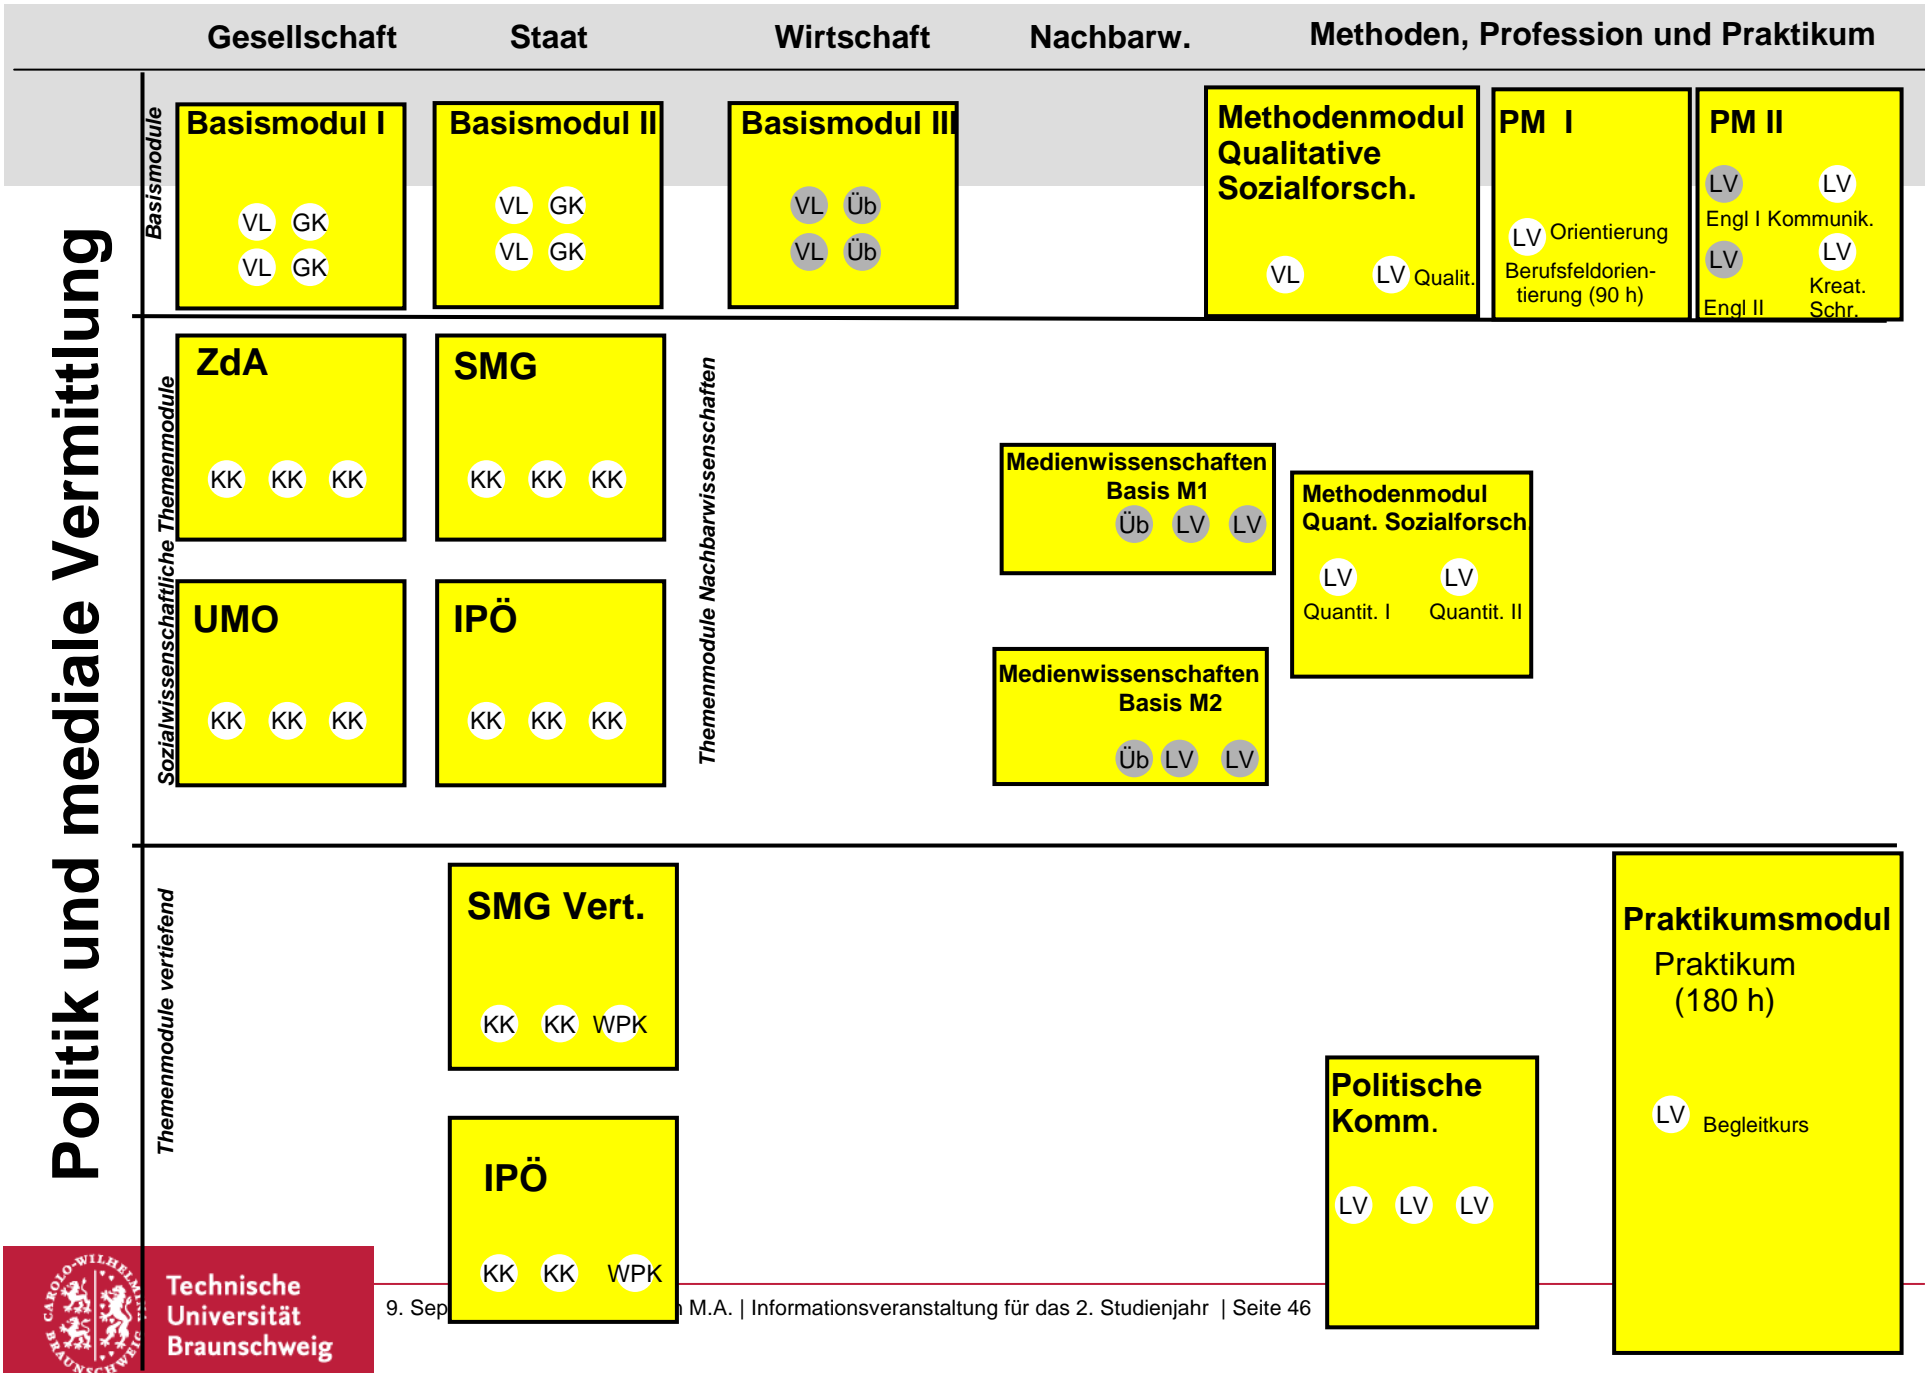 Gesellschaft Staat Wirtschaft Nachbarw. Methoden, Profession und Praktikum
Politik und mediale Vermittlung
Basismodule
Basismodul I
VL GK
VL GK
Basismodul II
VL GK
VL GK
Basismodul III
VL Üb
VL Üb
Methodenmodul
Qualitative
Sozialforsch.
VL LV Qualit.
PM I
LV Orientierung
Berufsfeldorien-
tierung (90 h)
PM II
LV LV
Engl I Kommunik.
LV LV
Engl II
Kreat.
Schr.
Sozialwissenschaftliche Themenmodule
ZdA
KK KK KK
SMG
KK KK KK
UMO
KK KK KK
IPÖ
KK KK KK
Themenmodule Nachbarwissenschaften
Medienwissenschaften
Basis M1
Üb LV LV
Medienwissenschaften
Basis M2
Üb LV LV
Methodenmodul
Quant. Sozialforsch.
LV LV
Quantit. I Quantit. II
Themenmodule vertiefend
SMG Vert.
KK KK WPK
IPÖ
KK KK WPK
Politische
Komm.
LV LV LV
Praktikumsmodul
Praktikum
(180 h)
LV Begleitkurs
CAROLO-WILHELMINA
BRAUNSCHWEIG
Technische
Universität
Braunschweig
9. Sep M.A. | Informationsveranstaltung für das 2. Studienjahr | Seite 46